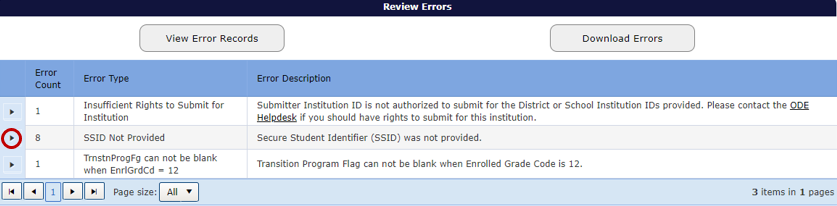 Review Errors
View Error Records
Download Errors
Error Count
Error Type
Error Description
1
Insufficient Rights to Submit for
Institution
Submitter Institution ID is not authorized to submit for the District or School Institution IDs provided. Please contact the ODE
Helpdesk if you should have rights to submit for this institution.
8
SSID Not Provided
Secure Student Identifier (SSID) was not provided.
1
TrnstnProgFg can not be blank
when EnrlGrdCd = 12
Transition Program Flag can not be blank when Enrolled Grade Code is 12.
1
Page size: All
3 items in 1 pages